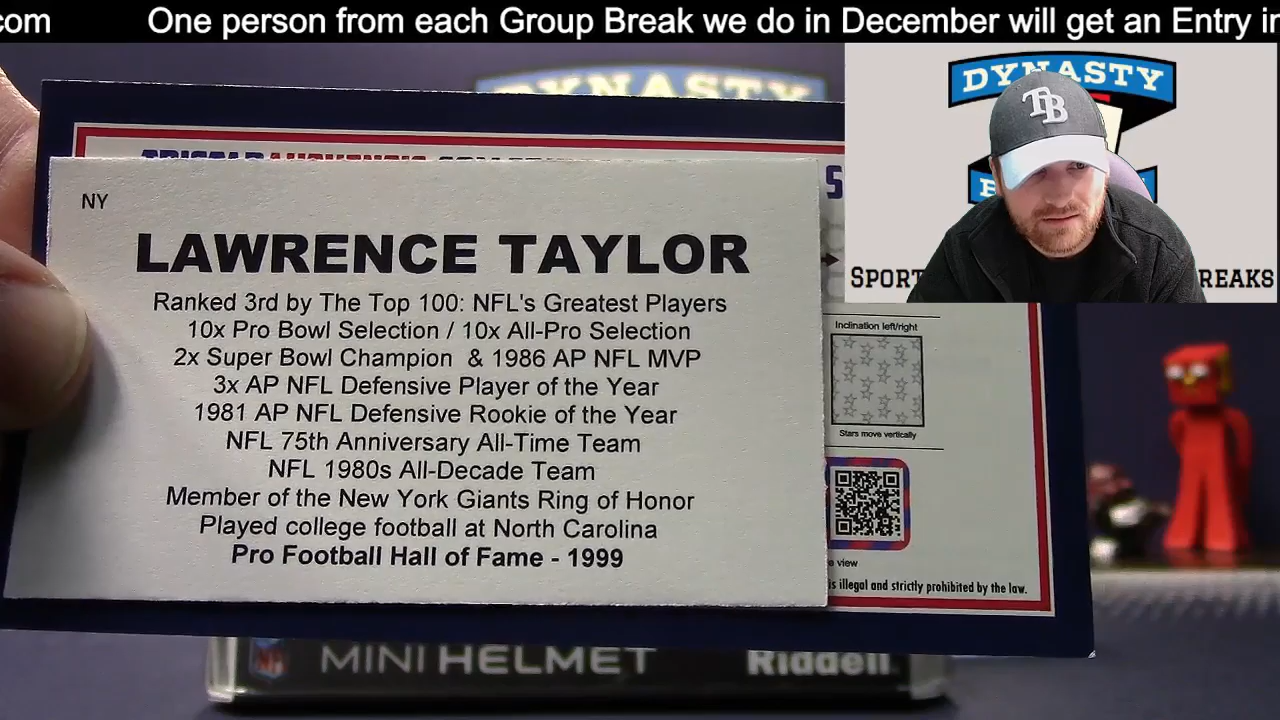 com One person from each Group Break we do in December will get an Entry in
DYNASTY
SPORT
REAKS
TB
NY
LAWRENCE TAYLOR
Ranked 3rd by The Top 100: NFL's Greatest Players
10x Pro Bowl Selection / 10x All-Pro Selection
2x Super Bowl Champion & 1986 AP NFL MVP
3x AP NFL Defensive Player of the Year
1981 AP NFL Defensive Rookie of the Year
NFL 75th Anniversary All-Time Team
NFL 1980s All-Decade Team
Member of the New York Giants Ring of Honor
Played college football at North Carolina
Pro Football Hall of Fame - 1999
S
Inclination left/right
Stars move vertically
view
is illegal and strictly prohibited by the law.
MINI HELMET
Riddell